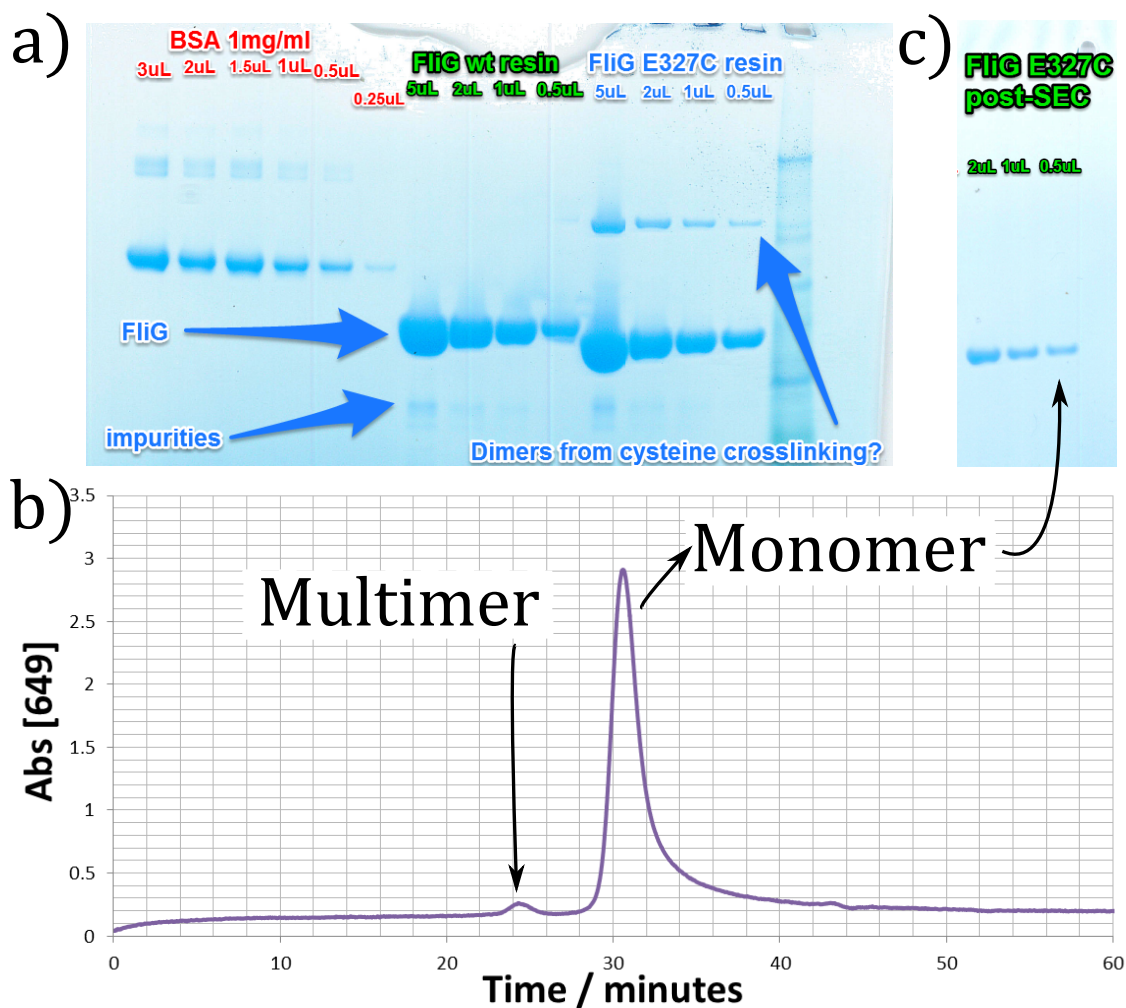 a)
BSA 1mg/ml
3uL 2uL 1.5uL 1uL 0.5uL
0.25uL
FliG wt resin
5uL 2uL 1uL 0.5uL
FliG E327C resin
5uL 2uL 1uL 0.5uL
FliG
impurities
Dimers from cysteine crosslinking?
c)
FliG E327C
post-SEC
2uL 1uL 0.5uL
b)
3.5
3
2.5
2
1.5
1
0.5
0
Abs [649]
Multimer
Monomer
0 10 20 30 40 50 60
Time / minutes